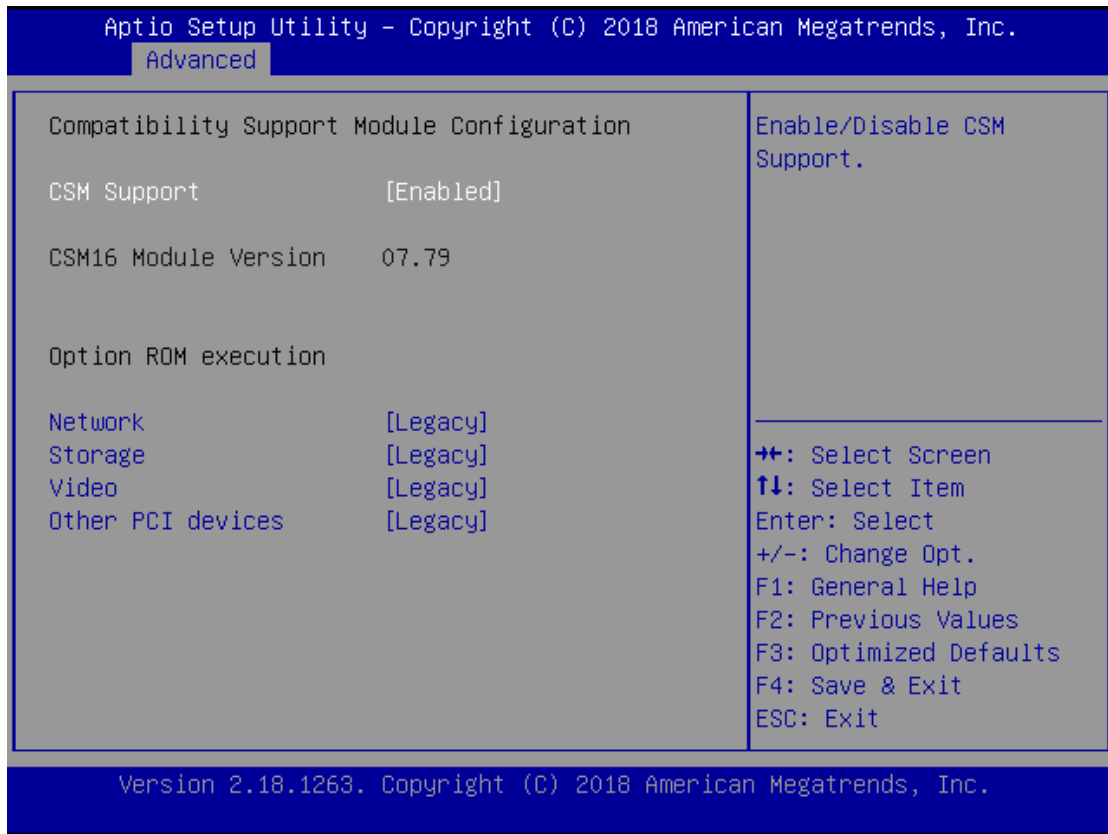 Aptio Setup Utility – Copyright (C) 2018 American Megatrends, Inc.
Advanced
Compatibility Support Module Configuration
CSM Support [Enabled]
CSM16 Module Version 07.79
Option ROM execution
Network [Legacy]
Storage [Legacy]
Video [Legacy]
Other PCI devices [Legacy]
Enable/Disable CSM
Support.
→←: Select Screen
↑↓: Select Item
Enter: Select
+/-: Change Opt.
F1: General Help
F2: Previous Values
F3: Optimized Defaults
F4: Save & Exit
ESC: Exit
Version 2.18.1263. Copyright (C) 2018 American Megatrends, Inc.